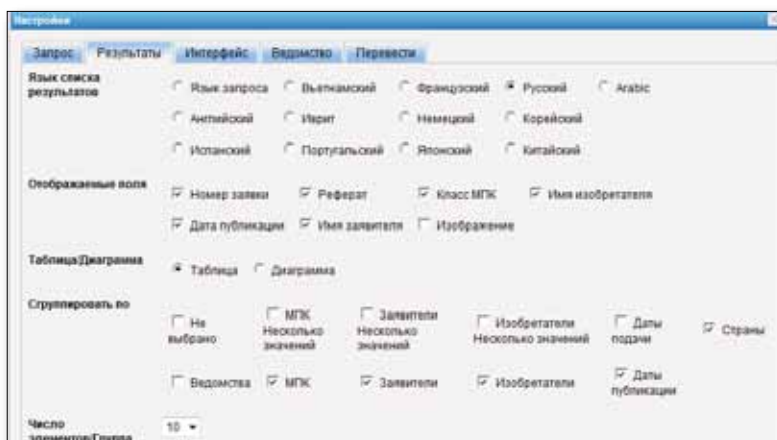 Настройки
Запрос Результаты Интерфейс Ведомство Перевести
Язык списка результатов
Язык запроса Вьетнамский Французский Русский Arabic
Английский Иврит Немецкий Корейский
Испанский Португальский Японский Китайский
Отображаемые поля
Номер заявки Реферат Класс МПК Имя изобретателя
Дата публикации Имя заявителя Изображение
Таблица/Диаграмма
Таблица Диаграмма
Сгруппировать по
Не выбрано МПК Несколько значений Заявители Несколько значений Изобретатели Несколько значений Даты подачи Страны
Ведомства МПК Заявители Изобретатели Даты публикации
Число элементов/Группа
10